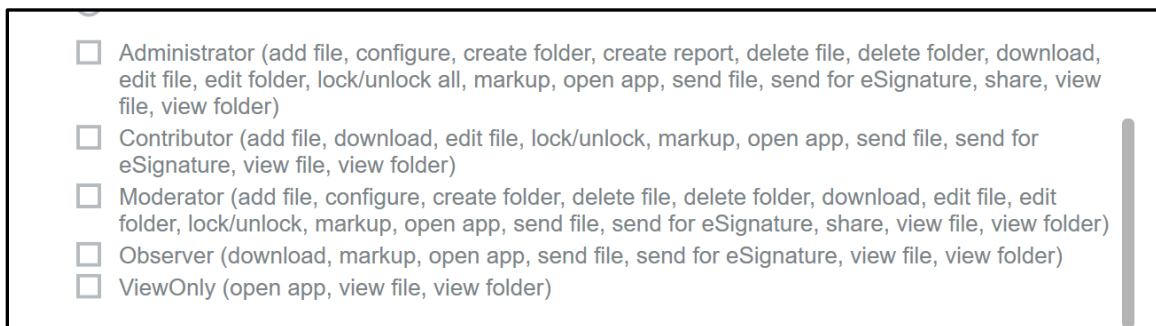 Administrator (add file, configure, create folder, create report, delete file, delete folder, download,
edit file, edit folder, lock/unlock all, markup, open app, send file, send for eSignature, share, view
file, view folder)
Contributor (add file, download, edit file, lock/unlock, markup, open app, send file, send for
eSignature, view file, view folder)
Moderator (add file, configure, create folder, delete file, delete folder, download, edit file, edit
folder, lock/unlock, markup, open app, send file, send for eSignature, share, view file, view folder)
Observer (download, markup, open app, send file, send for eSignature, view file, view folder)
ViewOnly (open app, view file, view folder)